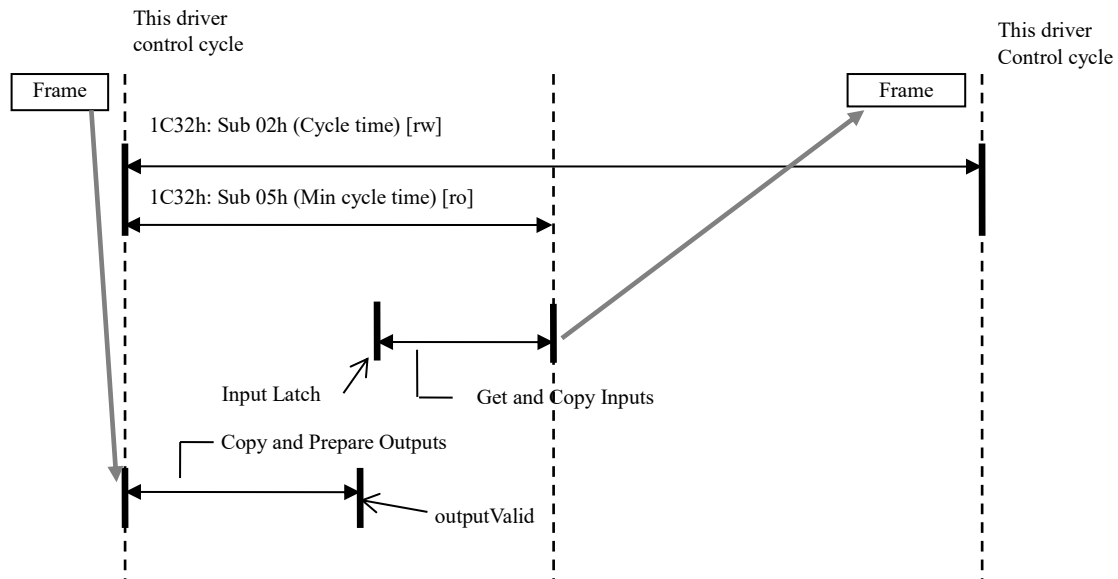 This driver
control cycle
This driver
Control cycle
Frame
Frame
1C32h: Sub 02h (Cycle time) [rw]
1C32h: Sub 05h (Min cycle time) [ro]
Input Latch
Get and Copy Inputs
Copy and Prepare Outputs
outputValid